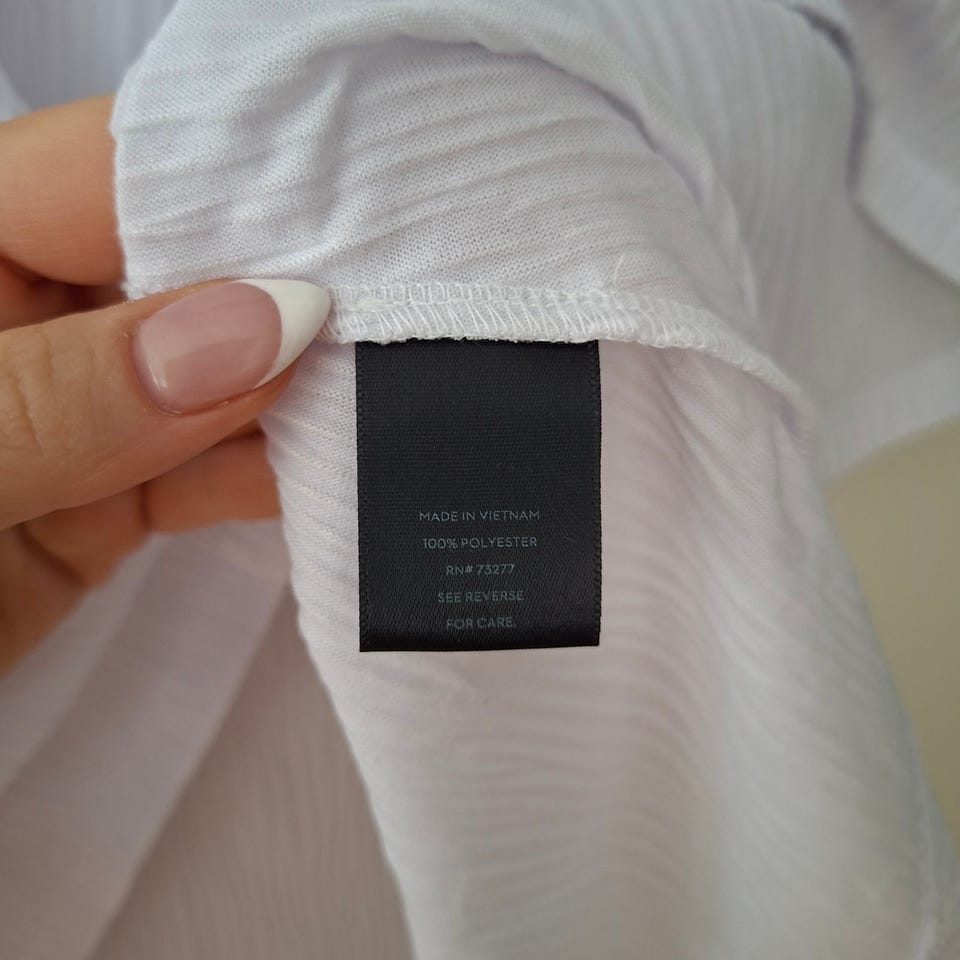 MADE IN VIETNAM
100% POLYESTER
RN# 73277
SEE REVERSE
FOR CARE.